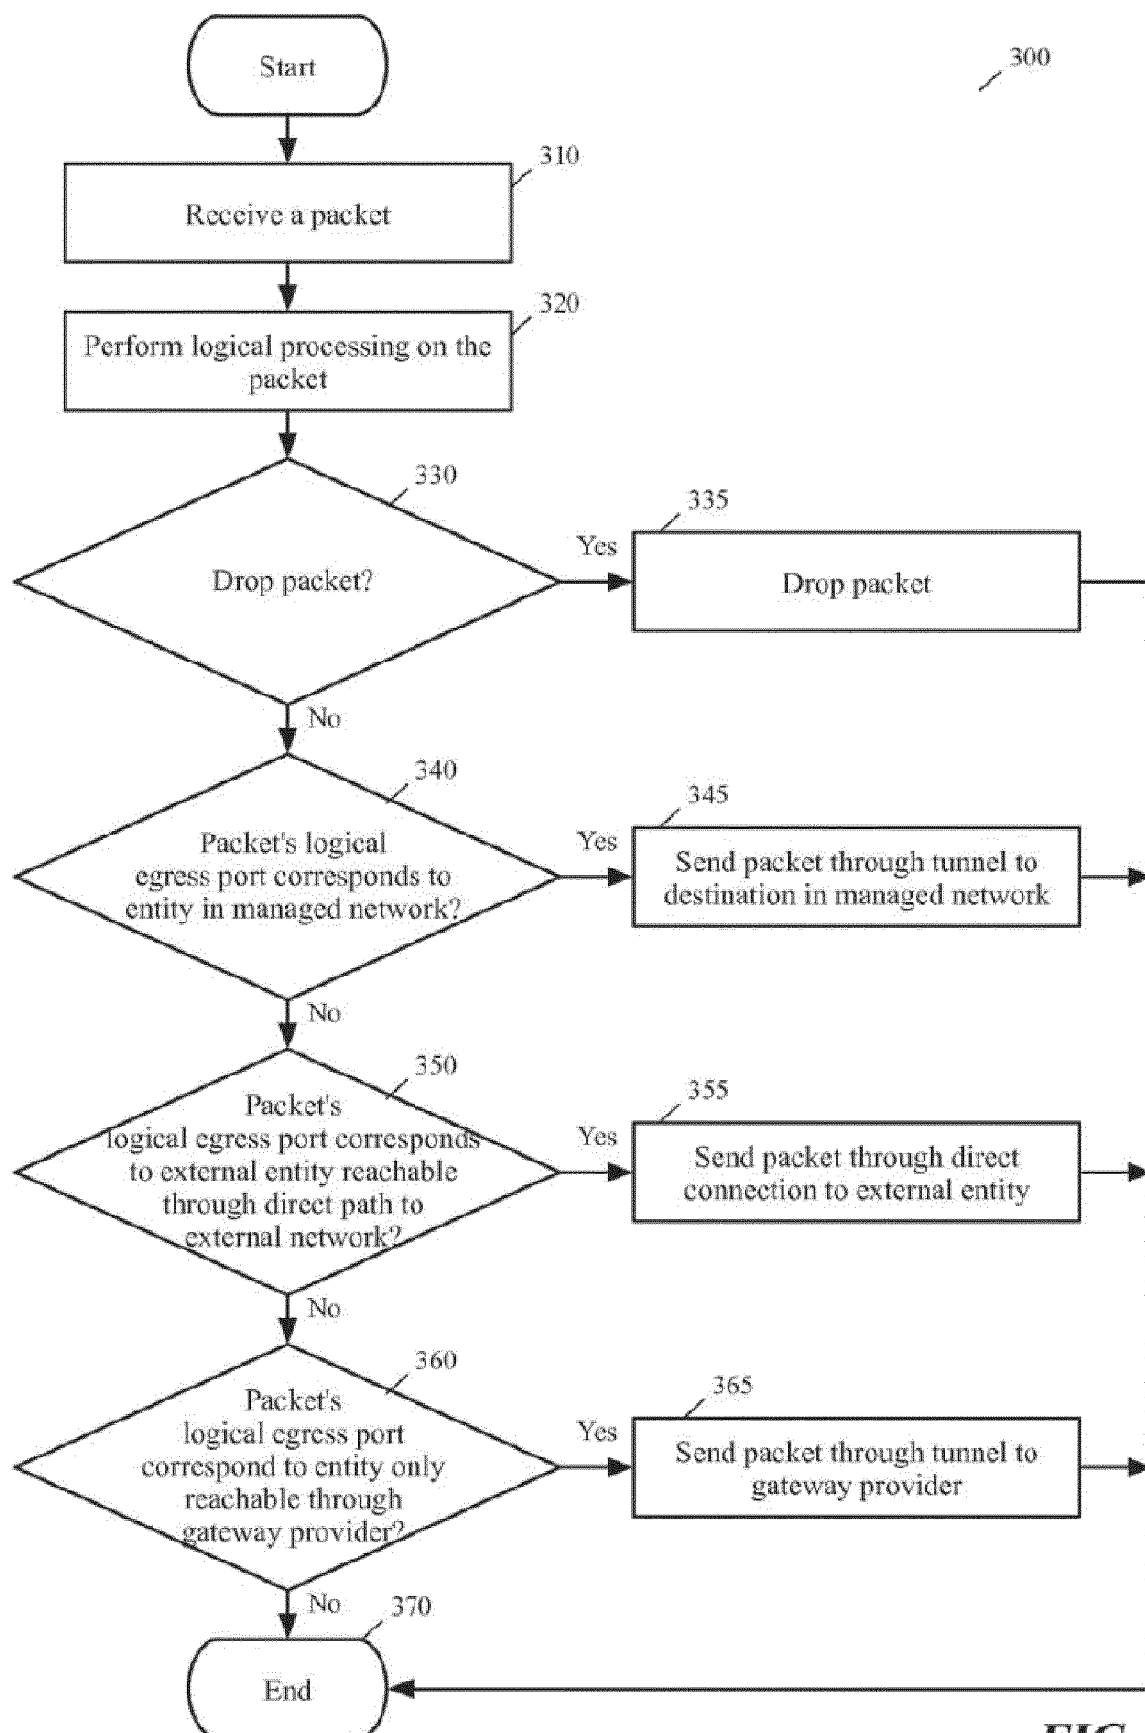 Start
300
310
Receive a packet
320
Perform logical processing on the
packet
330
335
Yes
Drop packet?
Drop packet
No
340
345
Packet's logical
egress port corresponds to
entity in managed network?
Yes
Send packet through tunnel to
destination in managed network
No
350
355
Packet's
logical egress port corresponds
to external entity reachable
through direct path to
external network?
Yes
Send packet through direct
connection to external entity
No
360
365
Packet's
logical egress port
correspond to entity only
reachable through
gateway provider?
Yes
Send packet through tunnel to
gateway provider
No
370
End